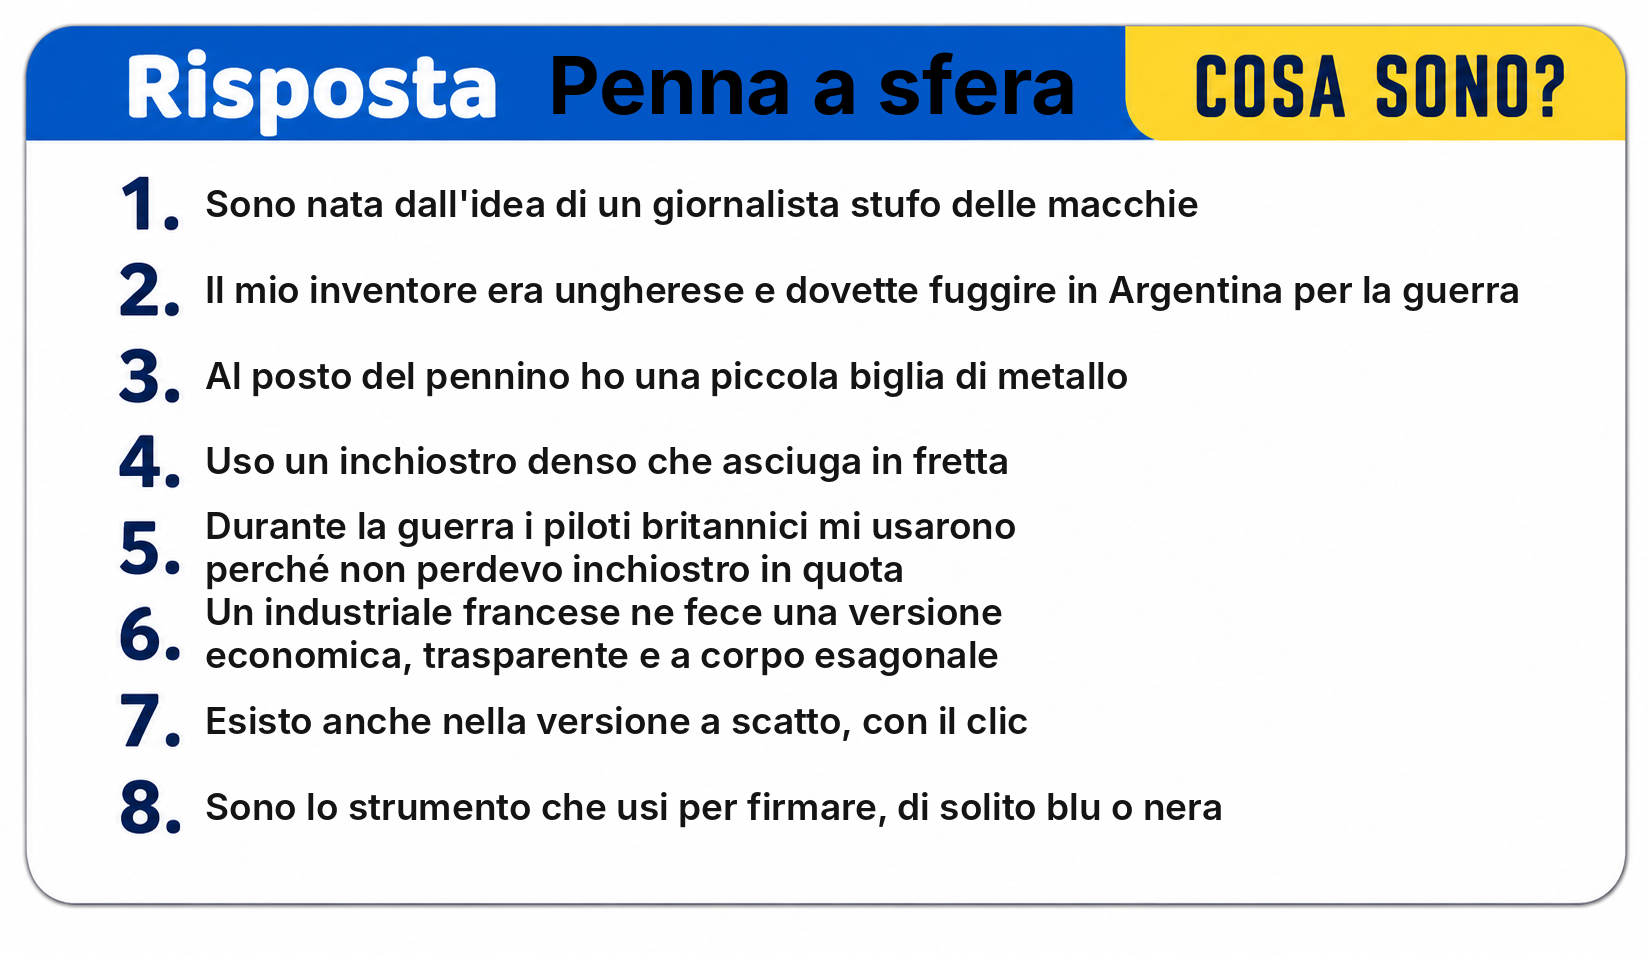 Risposta Penna a sfera COSA SONO?
1. Sono nata dall'idea di un giornalista stufo delle macchie
2. Il mio inventore era ungherese e dovette fuggire in Argentina per la guerra
3. Al posto del pennino ho una piccola biglia di metallo
4. Uso un inchiostro denso che asciuga in fretta
5. Durante la guerra i piloti britannici mi usarono
perché non perdevo inchiostro in quota
6. Un industriale francese ne fece una versione
economica, trasparente e a corpo esagonale
7. Esisto anche nella versione a scatto, con il clic
8. Sono lo strumento che usi per firmare, di solito blu o nera